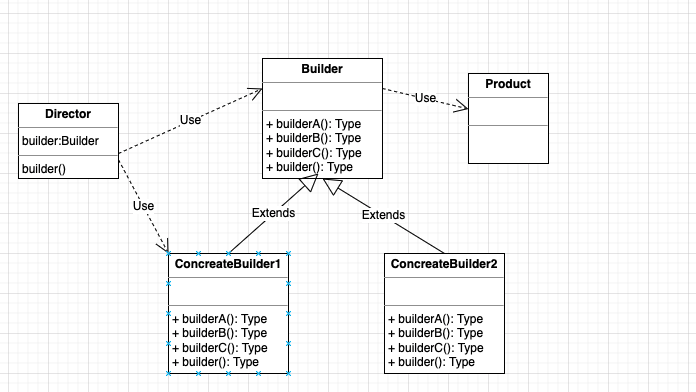 Builder
+ builderA(): Type
+ builderB(): Type
+ builderC(): Type
+ builder(): Type
Product
Director
builder:Builder
builder()
Use
Use
Use
Extends
Extends
ConcreateBuilder1
+ builderA(): Type
+ builderB(): Type
+ builderC(): Type
+ builder(): Type
ConcreateBuilder2
+ builderA(): Type
+ builderB(): Type
+ builderC(): Type
+ builder(): Type